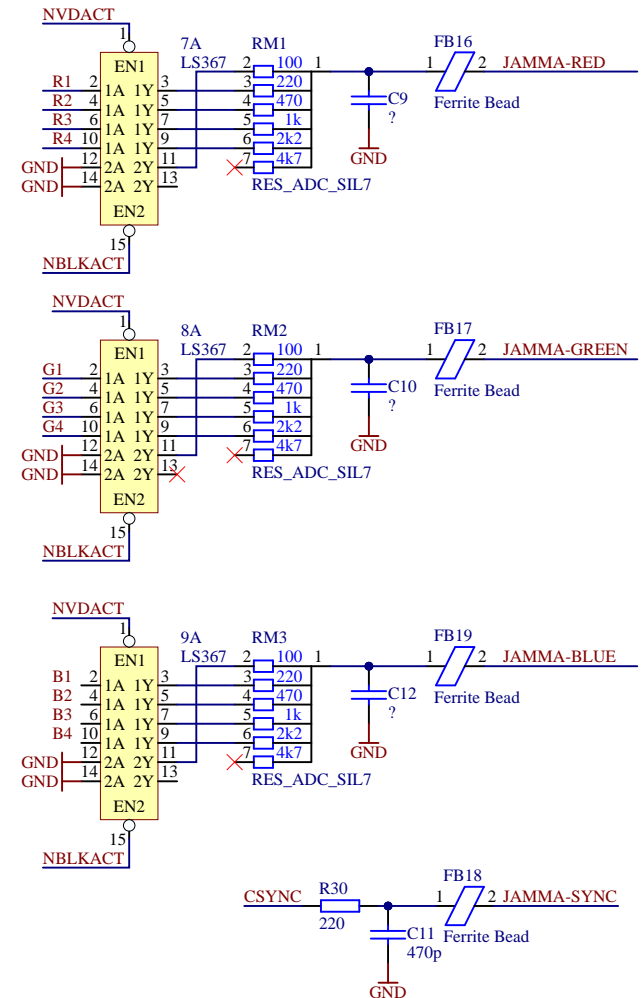 NVDACT
1
7A RM1 FB16
EN1 LS367 2 100 1 1 2 JAMMA-RED
R1 2 1A 1Y 3 3 220
R2 4 1A 1Y 5 4 470 C9 Ferrite Bead
R3 6 1A 1Y 7 5 1k ?
R4 10 1A 1Y 9 6 2k2
GND 12 2A 2Y 11 7 4k7 GND
GND 14 2A 2Y 13 RES_ADC_SIL7
EN2
15
NBLKACT
NVDACT
1
8A RM2 FB17
EN1 LS367 2 100 1 1 2 JAMMA-GREEN
G1 2 1A 1Y 3 3 220
G2 4 1A 1Y 5 4 470 C10 Ferrite Bead
G3 6 1A 1Y 7 5 1k ?
G4 10 1A 1Y 9 6 2k2
GND 12 2A 2Y 11 7 4k7 GND
GND 14 2A 2Y 13 RES_ADC_SIL7
EN2
15
NBLKACT
NVDACT
1
9A RM3 FB19
EN1 LS367 2 100 1 1 2 JAMMA-BLUE
B1 2 1A 1Y 3 3 220
B2 4 1A 1Y 5 4 470 C12 Ferrite Bead
B3 6 1A 1Y 7 5 1k ?
B4 10 1A 1Y 9 6 2k2
GND 12 2A 2Y 11 7 4k7 GND
GND 14 2A 2Y 13 RES_ADC_SIL7
EN2
15
NBLKACT
FB18
CSYNC R30 1 2 JAMMA-SYNC
220 C11 Ferrite Bead
470p
GND